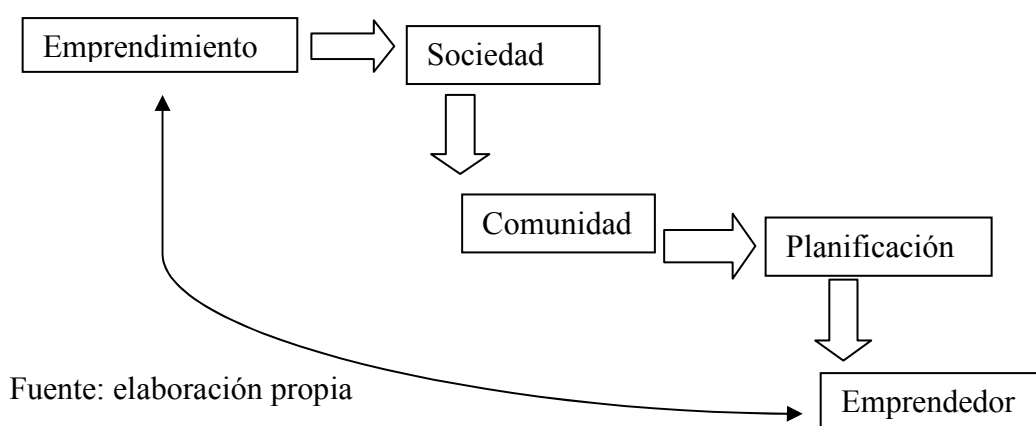 Emprendimiento
Sociedad
Comunidad
Planificación
Fuente: elaboración propia
Emprendedor